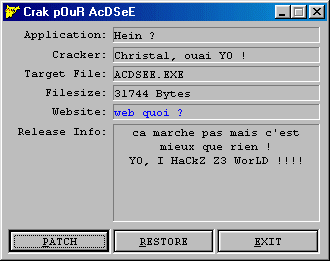 Crak pOuR AcDSeE
Application: Hein ?
Cracker: Christal, ouai YO !
Target File: ACDSEE.EXE
Filesize: 31744 Bytes
Website: web quoi ?
Release Info: ca marche pas mais c'est
mieux que rien !
YO, I HaCkZ Z3 WorLD !!!!
PATCH RESTORE EXIT